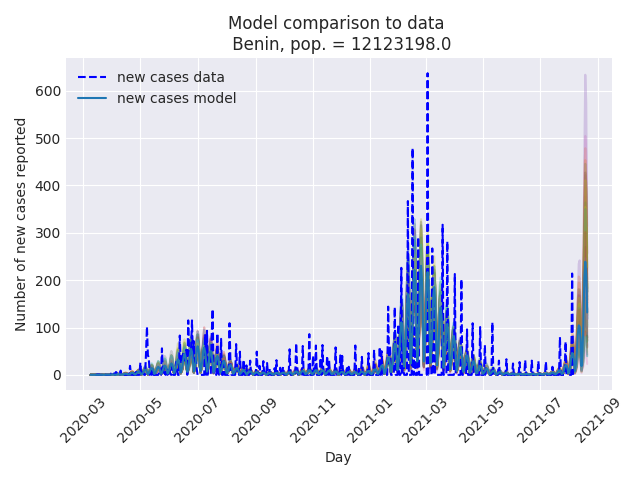 Model comparison to data
Benin, pop. = 12123198.0
new cases data
new cases model
Number of new cases reported
600
500
400
300
200
100
0
2020-03
2020-05
2020-07
2020-09
2020-11
2021-01
2021-03
2021-05
2021-07
2021-09
Day